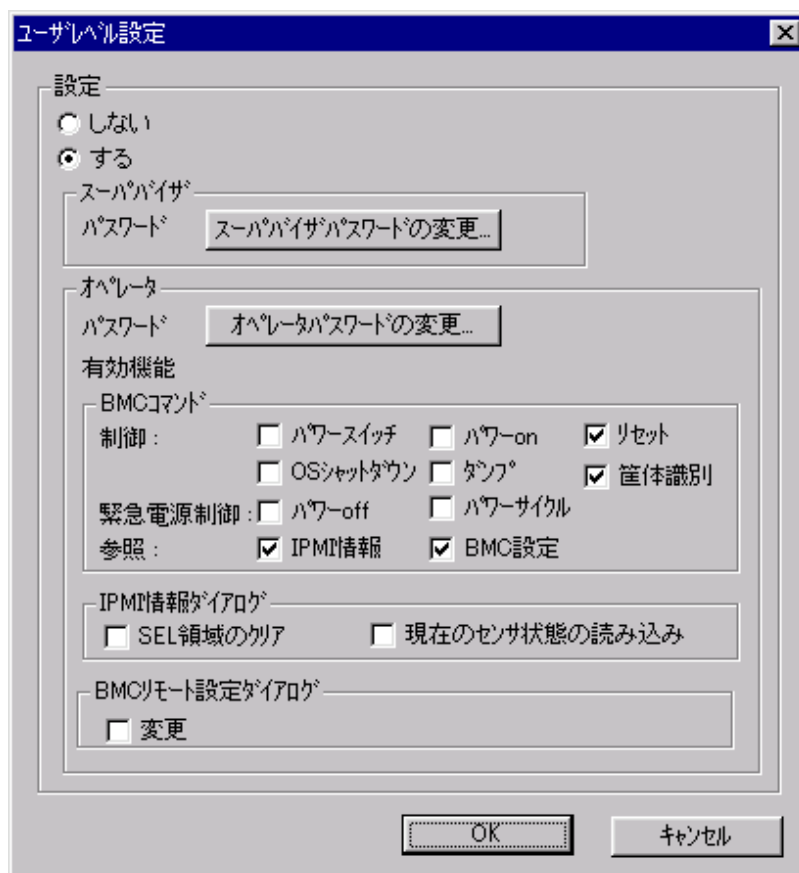 ﾕｰｻﾞﾚﾍﾞﾙ設定
設定
しない
する
ｽｰﾊﾟﾊﾞｲｻﾞ
ﾊﾟｽﾜｰﾄﾞ ｽｰﾊﾟﾊﾞｲｻﾞﾊﾟｽﾜｰﾄﾞの変更...
ｵﾍﾟﾚｰﾀ
ﾊﾟｽﾜｰﾄﾞ ｵﾍﾟﾚｰﾀﾊﾟｽﾜｰﾄﾞの変更...
有効機能
BMCｺﾏﾝﾄﾞ
制御 : ﾊﾟﾜｰｽｲｯﾁ ﾊﾟﾜｰon ﾘｾｯﾄ
OSｼｬｯﾄﾀﾞｳﾝ ﾀﾞﾝﾌﾟ 筐体識別
緊急電源制御 : ﾊﾟﾜｰoff ﾊﾟﾜｰｻｲｸﾙ
参照 : IPMI情報 BMC設定
IPMI情報ﾀﾞｲｱﾛｸﾞ
SEL領域のｸﾘｱ 現在のｾﾝｻ状態の読み込み
BMCﾘﾓｰﾄ設定ﾀﾞｲｱﾛｸﾞ
変更
OK ｷｬﾝｾﾙ